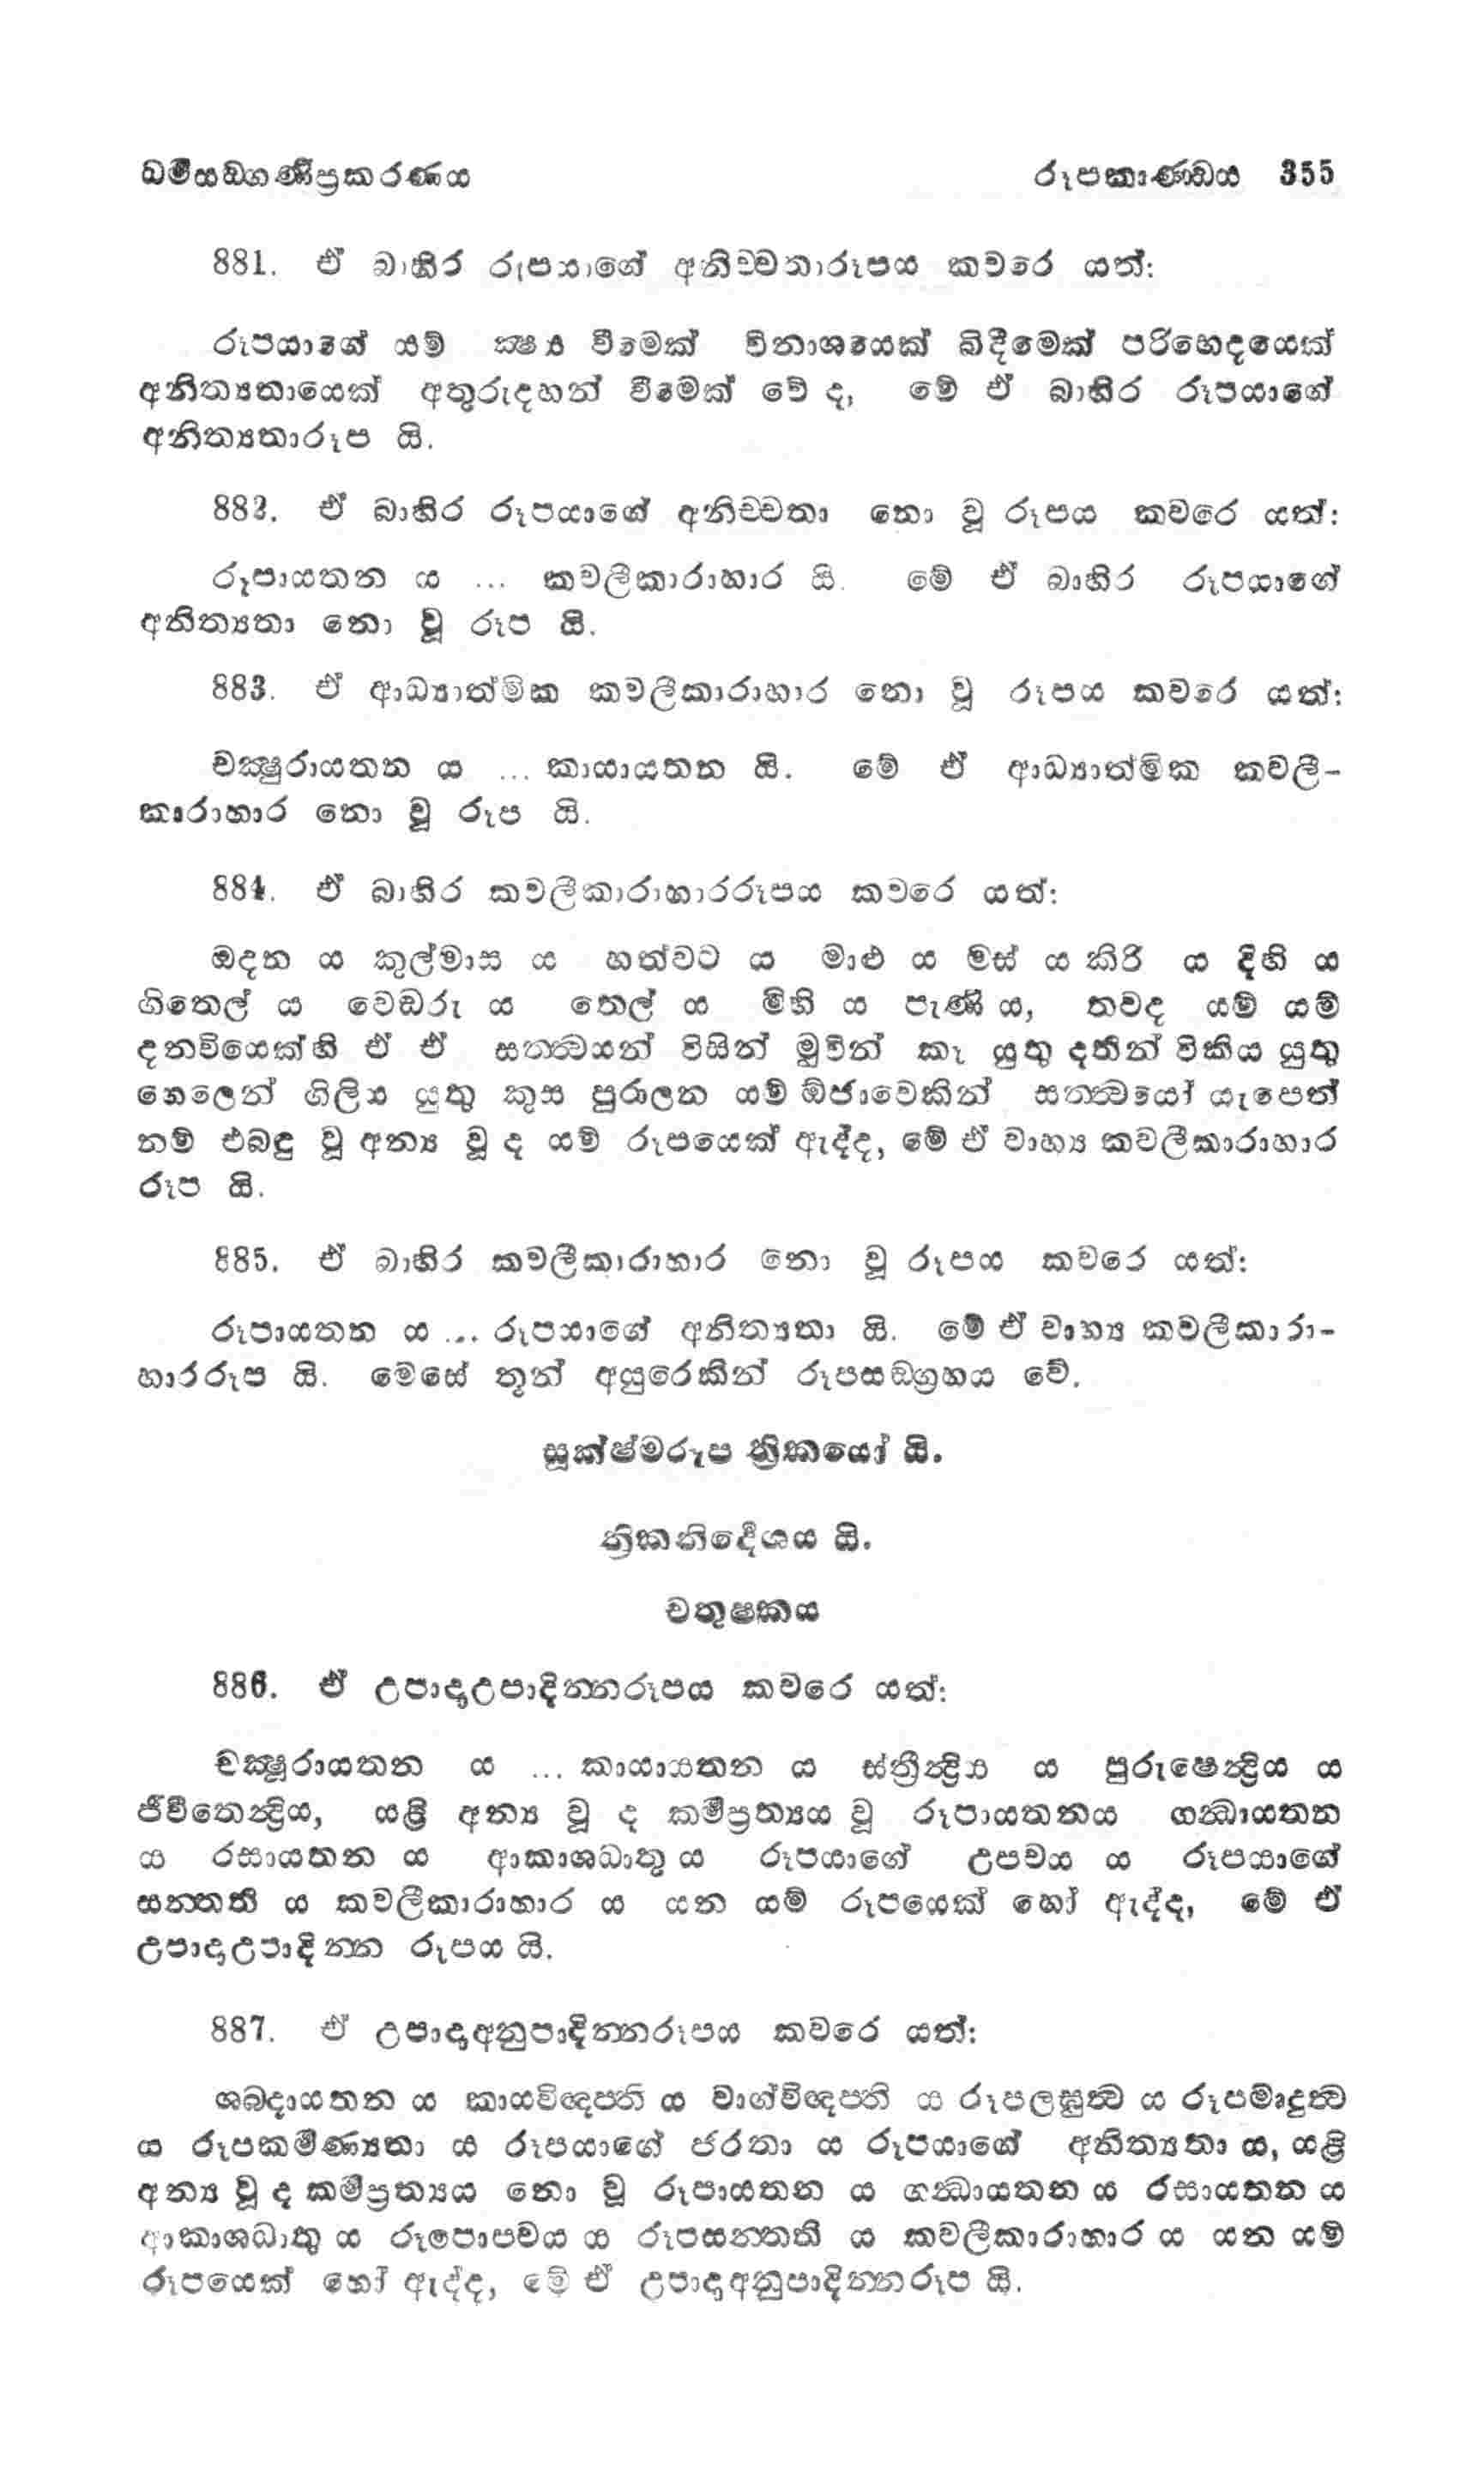 ධර්මසඞ්ගණිප්‍රකරණය රූපකාණ්ඩය 355
881. ඒ බාහිර රූපයාගේ අනිච්චතාරූපය කවරෙ යත්:
රූපයාගේ යම් ක්‍ෂය වීමෙක් විනාශයෙක් බිදීමෙක් පරිභෙදයෙක්
අනිත්‍යතායෙක් අතුරුදහන් වීමෙක් වේ ද, මේ ඒ බාහිර රූපයාගේ
අනිත්‍යතාරූප යි.
882. ඒ බාහිර රූපයාගේ අනිච්චතා නො වූ රූපය කවරෙ යත්:
රූපායතන ය ... කවලීකාරාහාර යි. මේ ඒ බාහිර රූපයාගේ
අනිත්‍යතා නො වූ රූප යි.
883. ඒ ආධ්‍යාත්මික කවලීකාරාහාර නො වූ රූපය කවරෙ යත්:
චක්‍ෂුරායතන ය ... කායායතන යි. මේ ඒ ආධ්‍යාත්මික කවලී-
කාරාහාර නො වූ රූප යි.
884. ඒ බාහිර කවලීකාරාහාරරූපය කවරෙ යත්:
ඔදන ය කුල්මාස ය හත්වට ය මාළු ය මස් ය කිරි ය දිහි ය
ගිතෙල් ය වෙඬරු ය තෙල් ය මිහි ය පැණි ය, තවද යම් යම්
දනව්යෙක්හි ඒ ඒ සත්‍ත්‍වයන් විසින් මුවින් කෑ යුතු දතින් විකිය යුතු
ගෙලෙන් ගිලිය යුතු කුස පුරාලන යම් ඕජාවෙකින් සත්‍ත්‍වයෝ යැපෙත්
නම් එබඳු වූ අන්‍ය වූ ද යම් රූපයෙක් ඇද්ද, මේ ඒ වාහ්‍ය කවලීකාරාහාර
රූප යි.
885. ඒ බාහිර කවලීකාරාහාර නො වූ රූපය කවරෙ යත්:
රූපායතන ය ... රූපයාගේ අනිත්‍යතා යි. මේ ඒ වාහ්‍ය කවලීකාරා-
හාරරූප යි. මෙසේ තුන් අයුරෙකින් රූපසඞ්ග්‍රහය වේ.
සූක්ෂ්මරූප ත්‍රිකයෝ යි.
ත්‍රිකනිර්දේශය යි.
චතුෂ්කය
886. ඒ උපාදාඋපාදින්නරූපය කවරෙ යත්:
චක්‍ෂුරායතන ය ... කායායතන ය ස්ත්‍රීන්‍ද්‍රිය ය පුරුෂෙන්‍ද්‍රිය ය
ජීවිතෙන්‍ද්‍රිය, යළි අන්‍ය වූ ද කර්මප්‍රත්‍යය වූ රූපායතනය ගන්‍ධායතන
ය රසායතන ය ආකාශධාතු ය රූපයාගේ උපචය ය රූපයාගේ
සන්තති ය කවලීකාරාහාර ය යන යම් රූපයෙක් හෝ ඇද්ද, මේ ඒ
උපාදාඋපාදින්න රූපය යි.
887. ඒ උපාදාඅනුපාදින්නරූපය කවරෙ යත්:
ශබ්දායතන ය කායවිඥප්ති ය වාග්විඥප්ති ය රූපලඝුත්‍ව ය රූපමෘදුත්‍ව
ය රූපකර්මණ්‍යතා ය රූපයාගේ ජරතා ය රූපයාගේ අනිත්‍යතා ය, යළි
අන්‍ය වූ ද කර්මප්‍රත්‍යය නො වූ රූපායතන ය ගන්‍ධායතන ය රසායතන ය
ආකාශධාතු ය රූපොපචය ය රූපසන්තති ය කවලීකාරාහාර ය යන යම්
රූපයෙක් හෝ ඇද්ද, මේ ඒ උපාදාඅනුපාදින්නරූප යි.